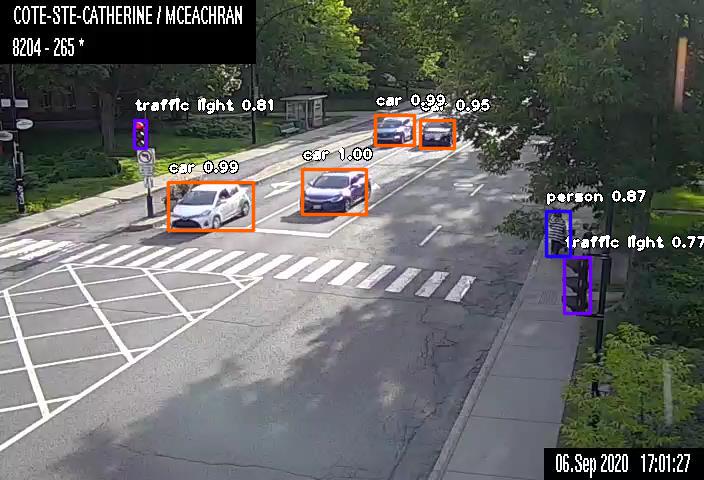 COTE-STE-CATHERINE / MCEACHRAN
8204 - 265 *
car 0.99
0.95
traffic light 0.81
car 1.00
car 0.99
person 0.87
traffic light 0.77
06.Sep 2020 17:01:27